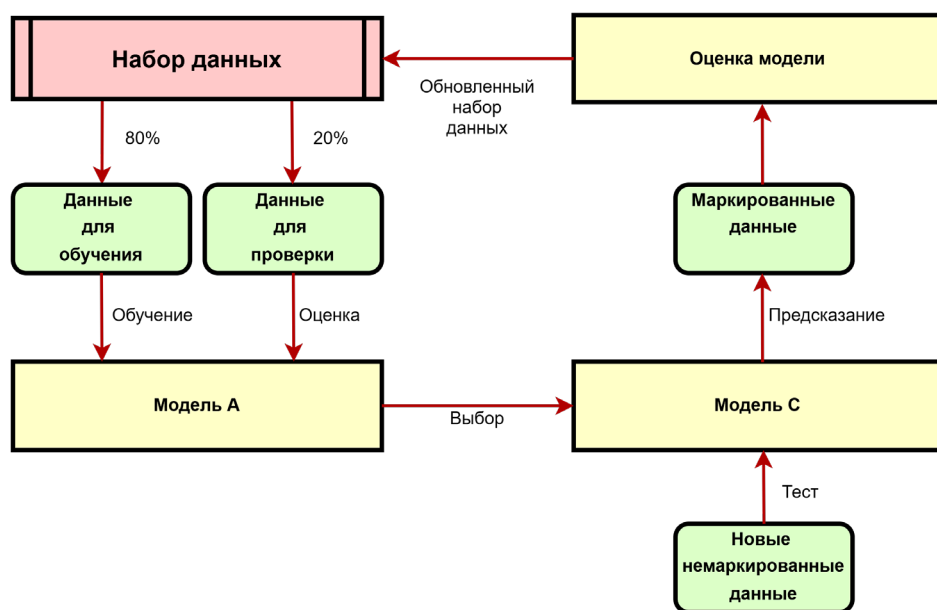 Набор данных
Оценка модели
Обновленный
набор
данных
80%
20%
Данные
для
обучения
Данные
для
проверки
Маркированные
данные
Обучение
Оценка
Предсказание
Модель A
Выбор
Модель C
Тест
Новые
немаркированные
данные